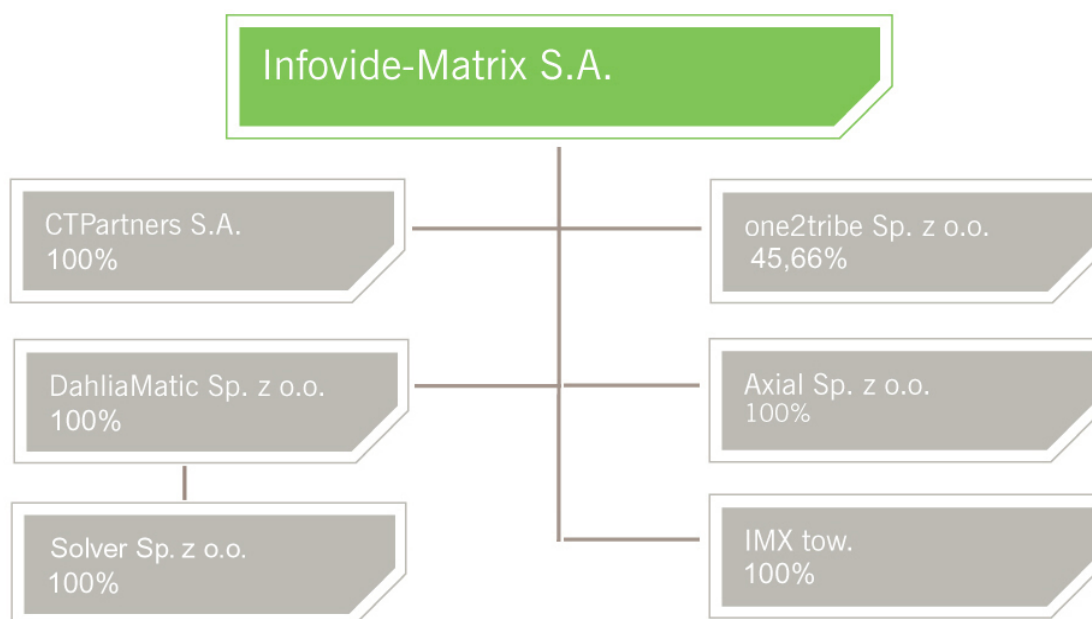 Infovide-Matrix S.A.
CTPartners S.A.
100%
one2tribe Sp. z o.o.
45,66%
DahliaMatic Sp. z o.o.
100%
Axial Sp. z o.o.
100%
Solver Sp. z o.o.
100%
IMX tow.
100%